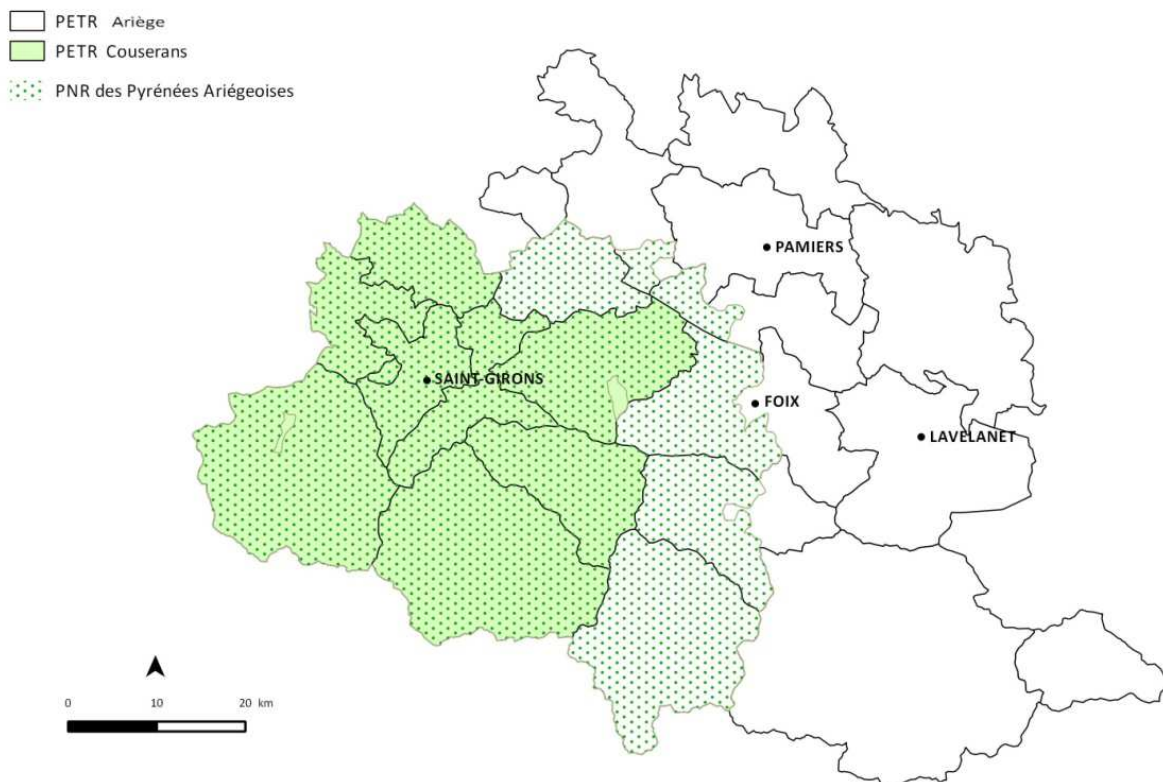 PETR Ariège
PETR Couserans
PNR des Pyrénées Ariégeoises
PAMIERS
SAINT-GIRONS
FOIX
LAVELANET
0 10 20 km